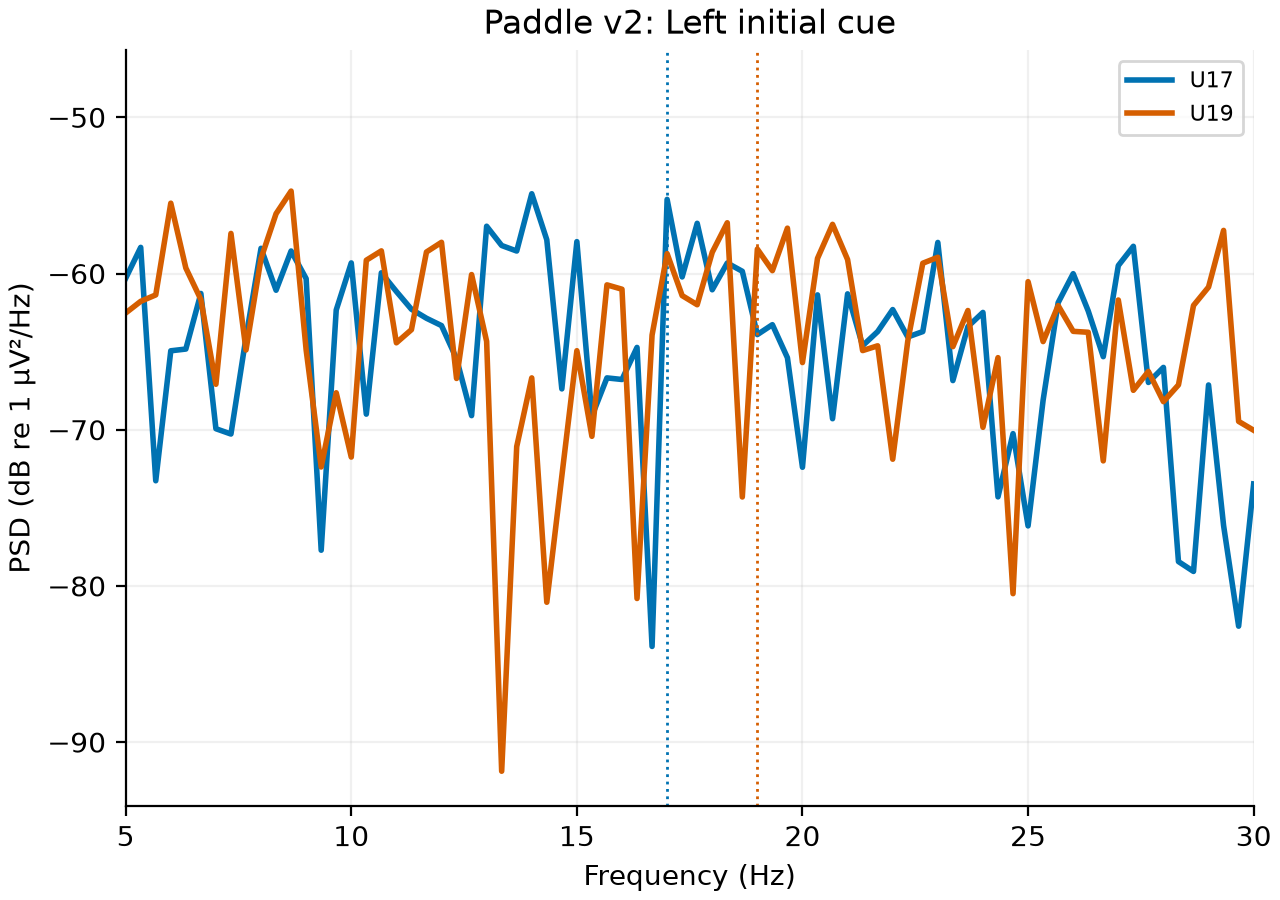 Paddle v2: Left initial cue
U17
U19
PSD (dB re 1 µV²/Hz)
−50
−60
−70
−80
−90
5
10
15
20
25
30
Frequency (Hz)